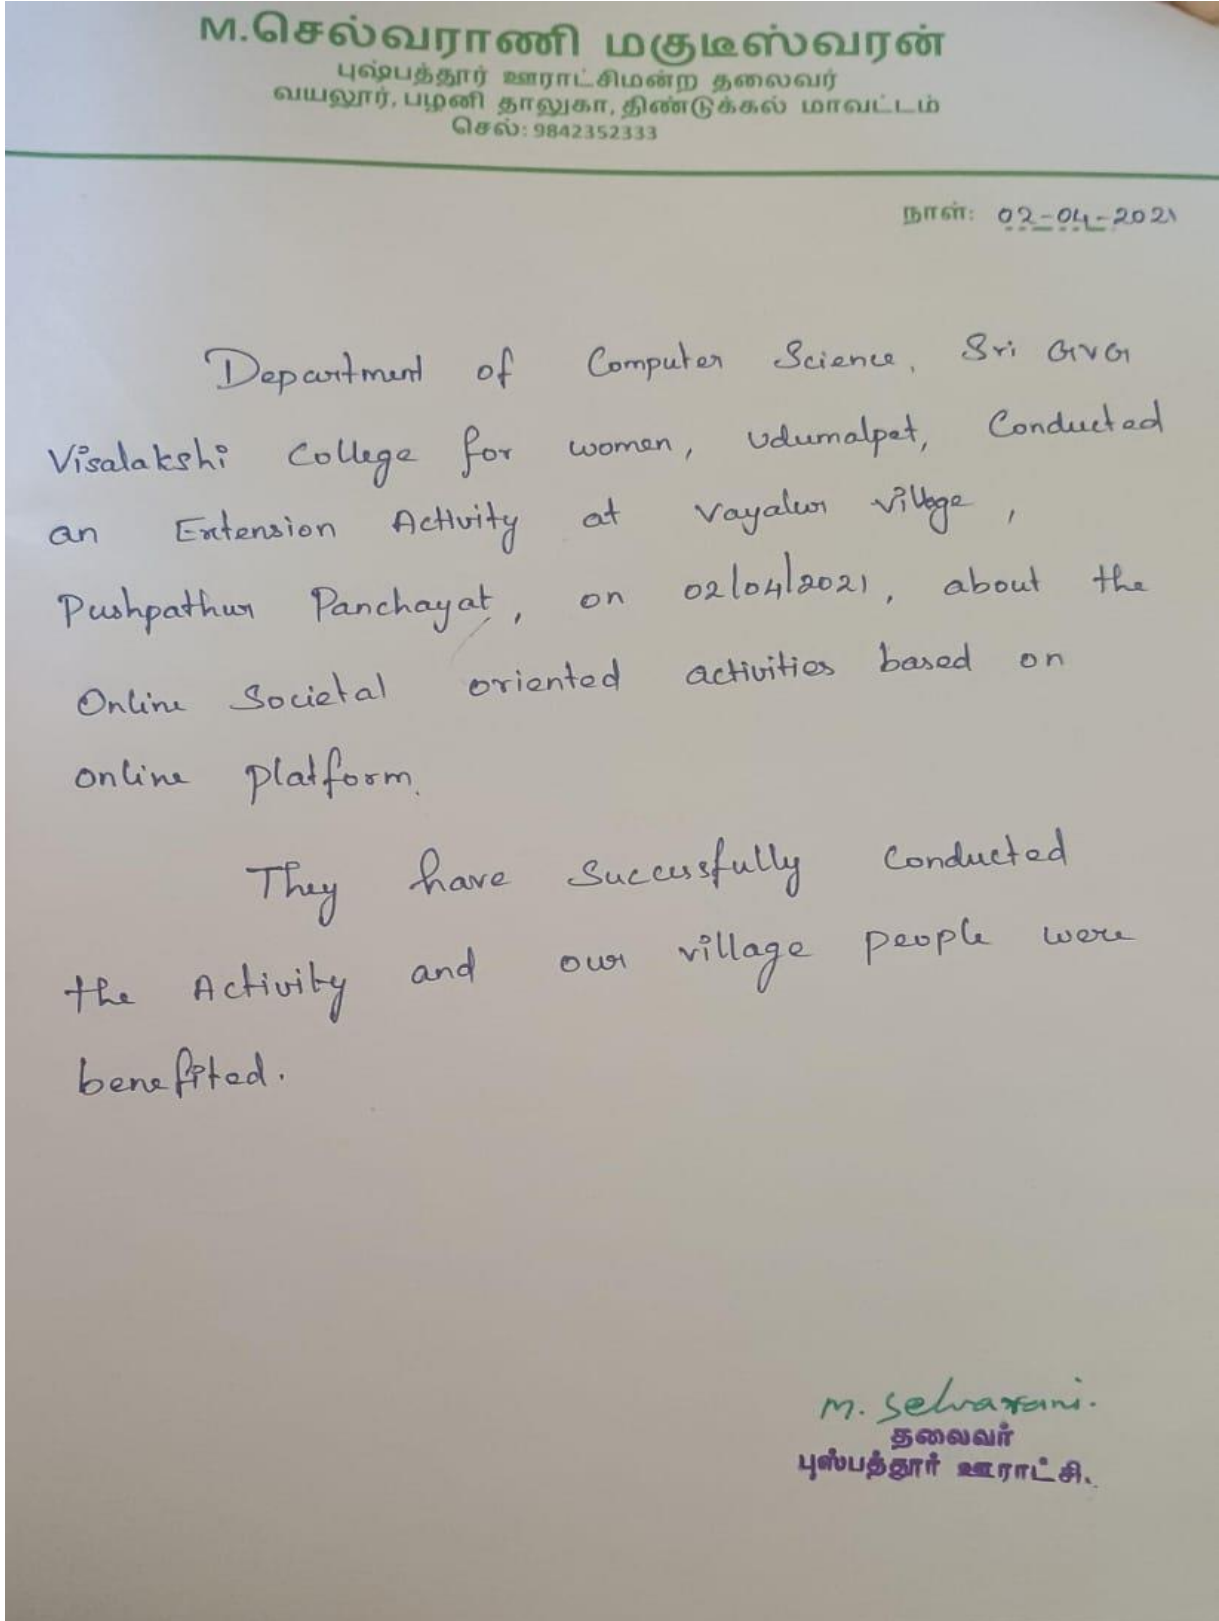 M.செல்வராணி மகுடீஸ்வரன்
புஷ்பத்தூர் ஊராட்சிமன்ற தலைவர்
வயலூர், பழனி தாலுகா, திண்டுக்கல் மாவட்டம்
செல்: 9842352333
நாள்: 02-04-2021
Department of Computer Science, Sri GVG
Visalakshi College for women, Udumalpet, Conducted
an Extension Activity at Vayalur Village,
Pushpathur Panchayat, on 02/04/2021, about the
Online Societal oriented activities based on
online platform.
They have Successfully Conducted
the Activity and our village people were
benefited.
M. Selvarani.
தலைவர்
புஸ்பத்தூர் ஊராட்சி.